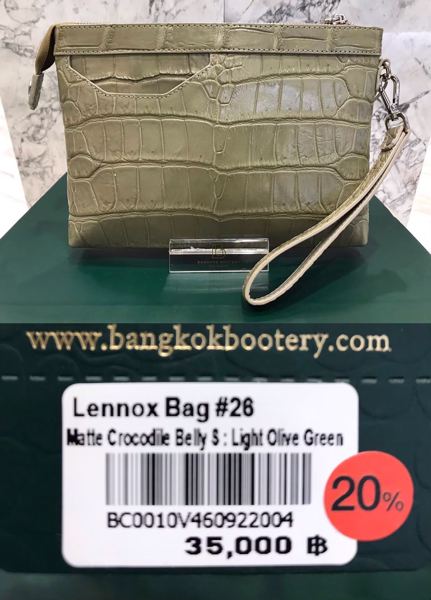 www.bangkokbootery.com
Lennox Bag #26
Matte Crocodile Belly S : Light Olive Green
BC0010V460922004
35,000 ฿
20%